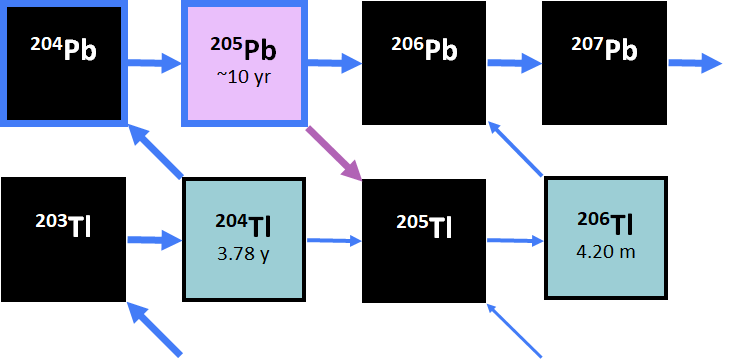 ²⁰⁴Pb ²⁰⁵Pb ²⁰⁶Pb ²⁰⁷Pb
~10 yr
²⁰³Tl ²⁰⁴Tl ²⁰⁵Tl ²⁰⁶Tl
3.78 y 4.20 m